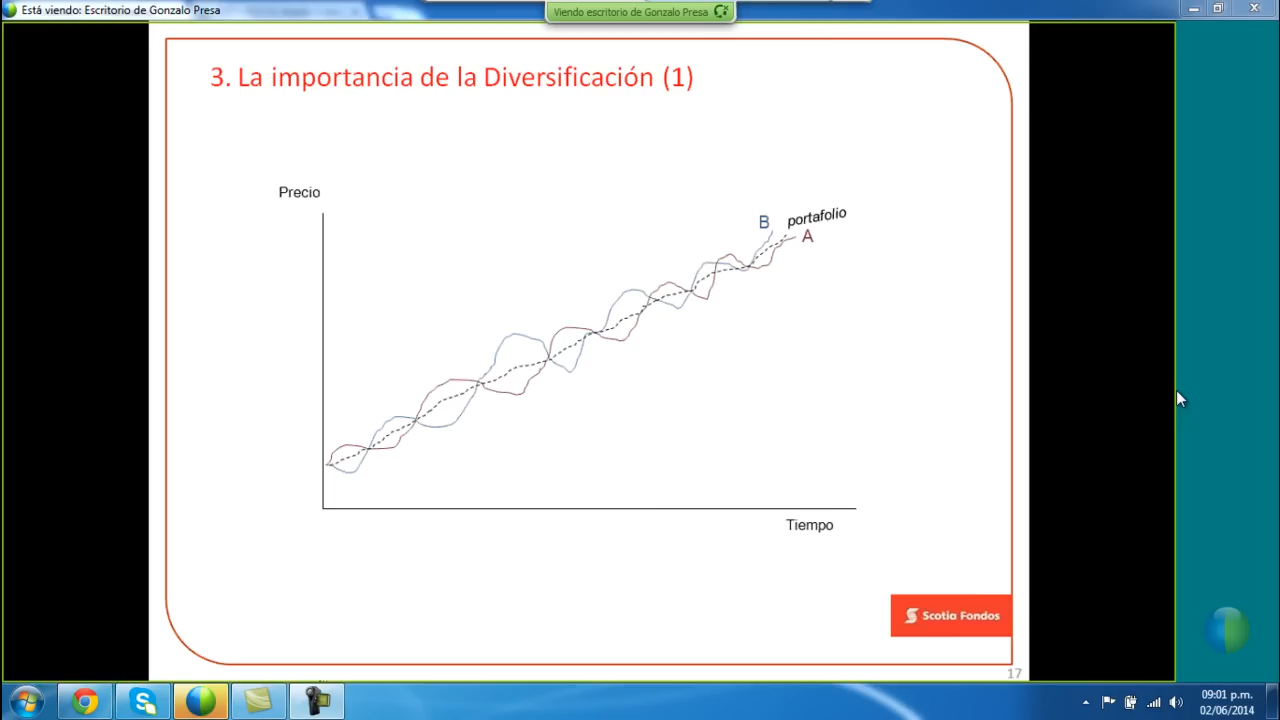 Está viendo: Escritorio de Gonzalo Presa
Viendo escritorio de Gonzalo Presa
3. La importancia de la Diversificación (1)
Precio
B
portafolio
A
Tiempo
Scotia Fondos
17
09:01 p.m.
02/06/2014